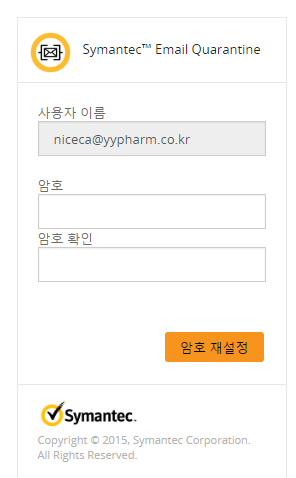 Symantec™ Email Quarantine
사용자 이름
niceca@yypharm.co.kr
암호
암호 확인
암호 재설정
Symantec.
Copyright © 2015, Symantec Corporation.
All Rights Reserved.